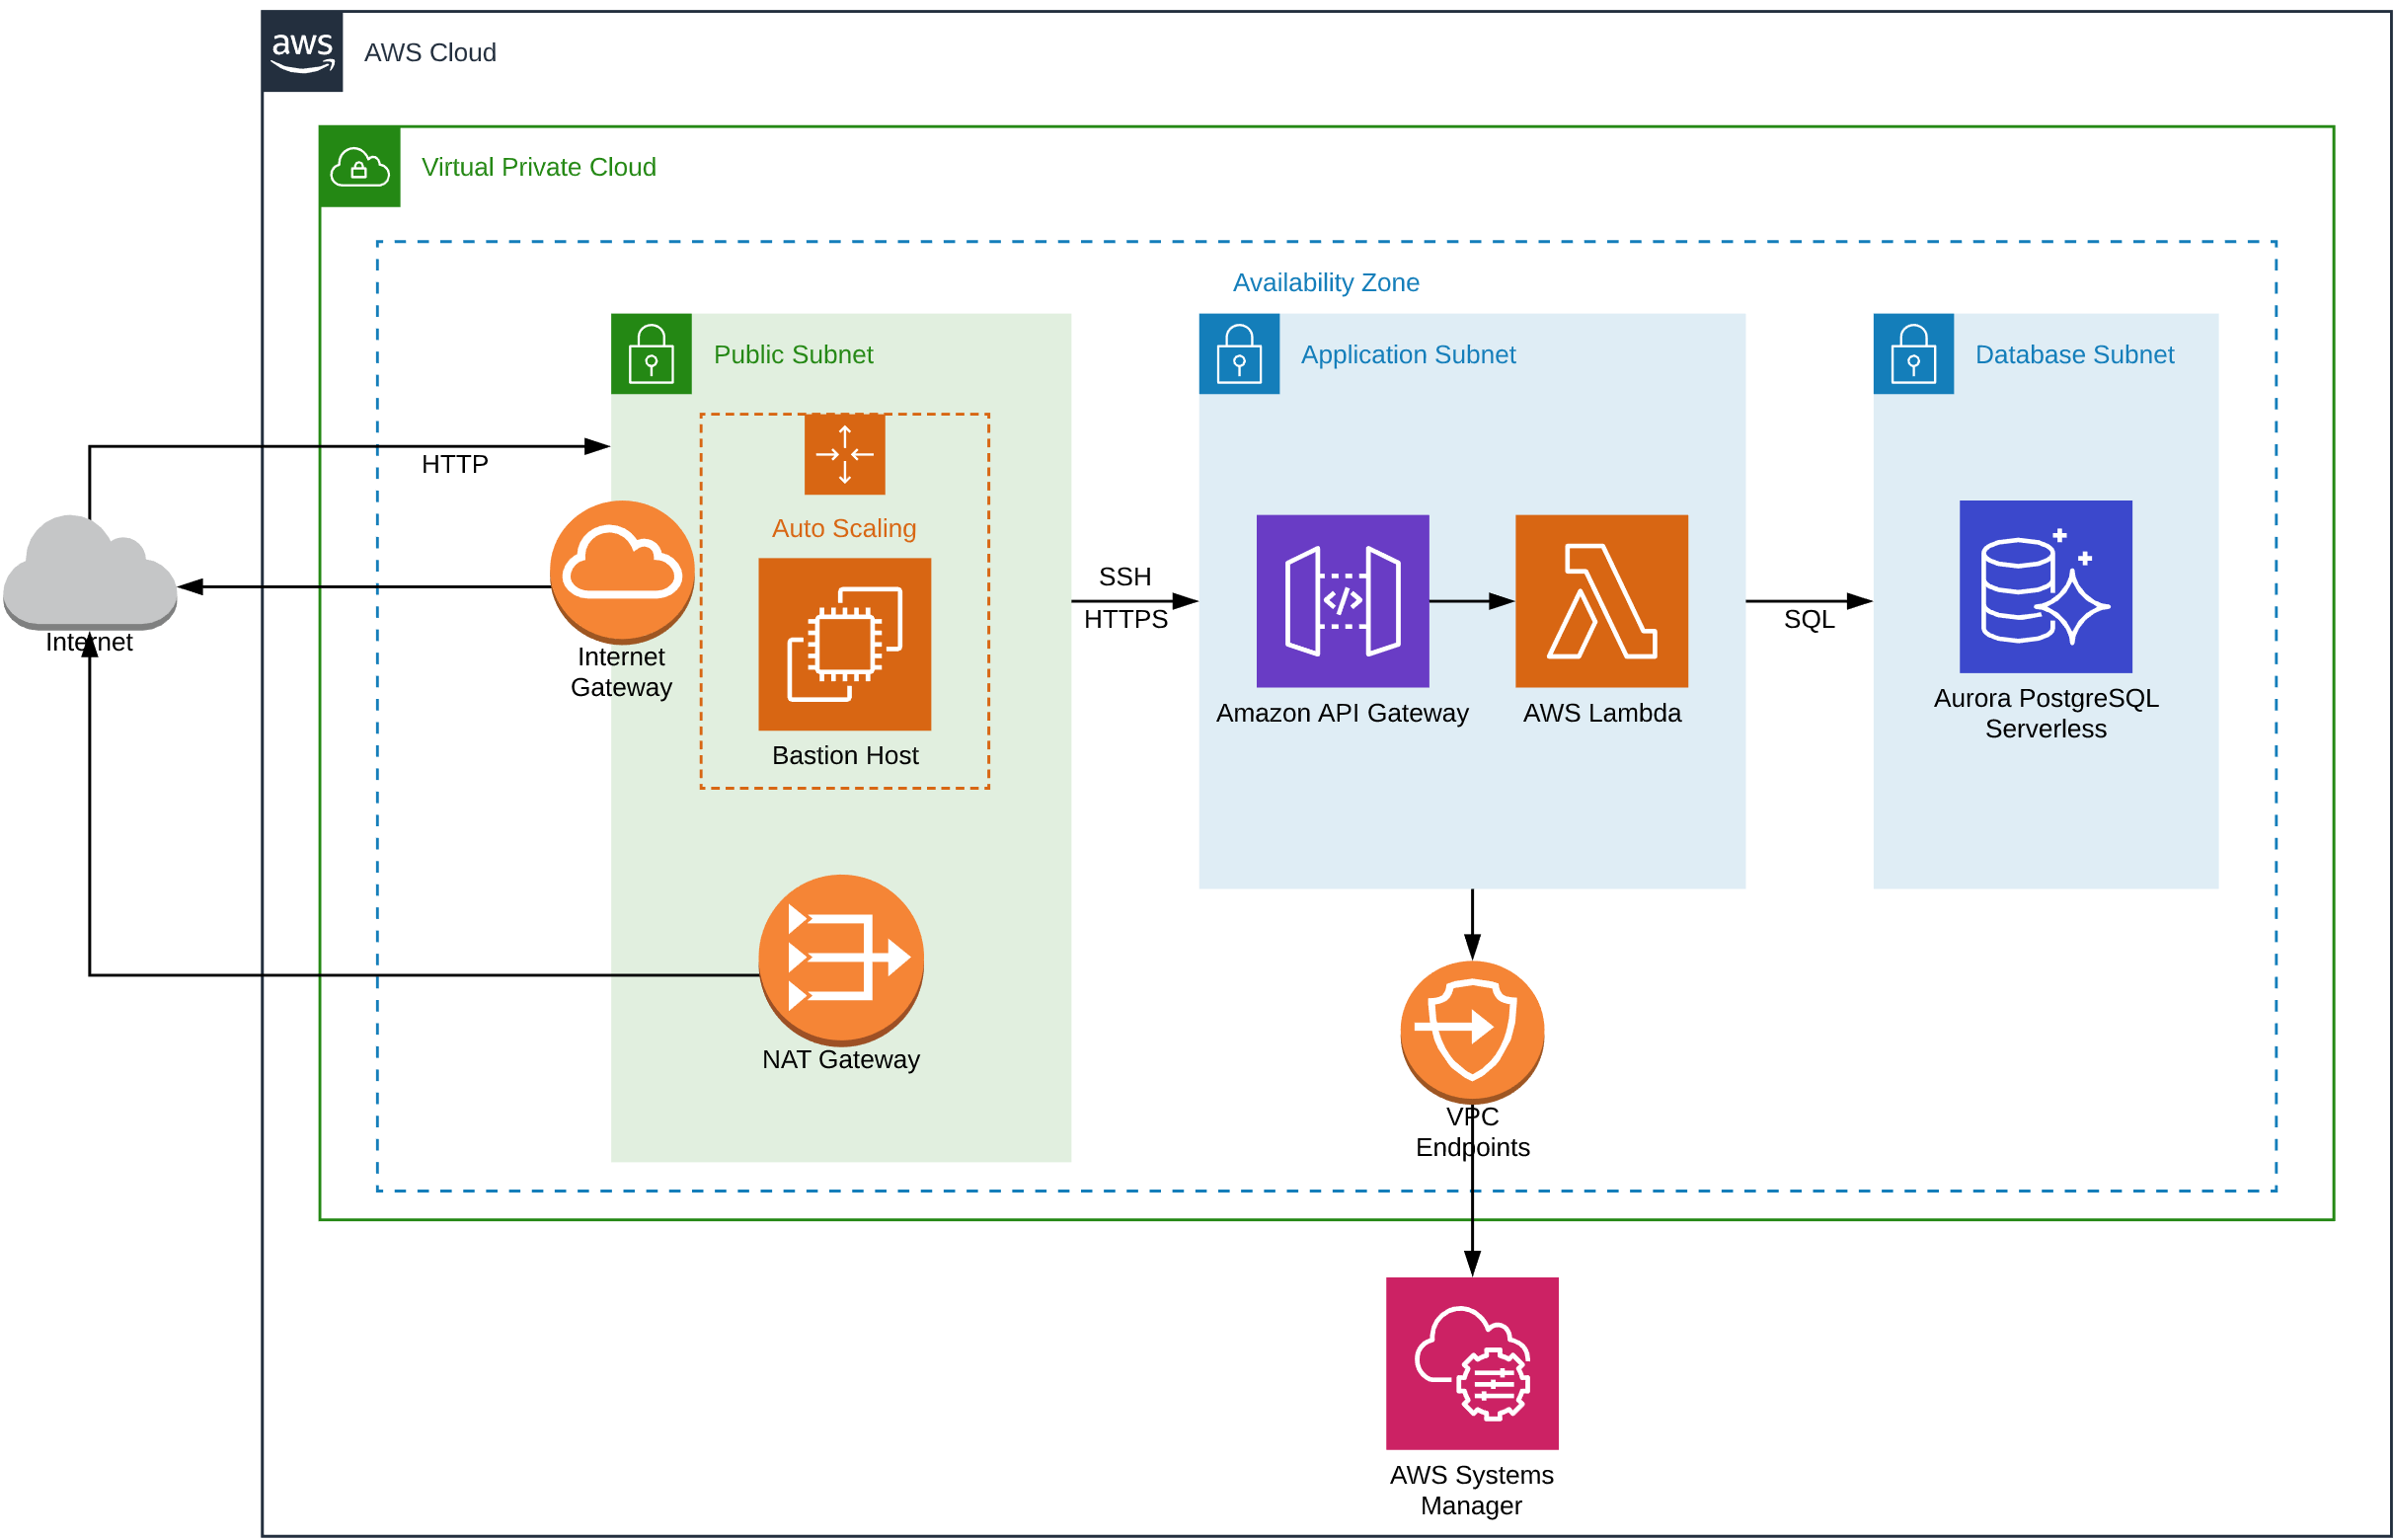 aws
AWS Cloud
Virtual Private Cloud
Availability Zone
Public Subnet
Application Subnet
Database Subnet
HTTP
Auto Scaling
Internet
Internet
Gateway
Bastion Host
SSH
HTTPS
Amazon API Gateway
AWS Lambda
SQL
Aurora PostgreSQL
Serverless
NAT Gateway
VPC
Endpoints
AWS Systems
Manager